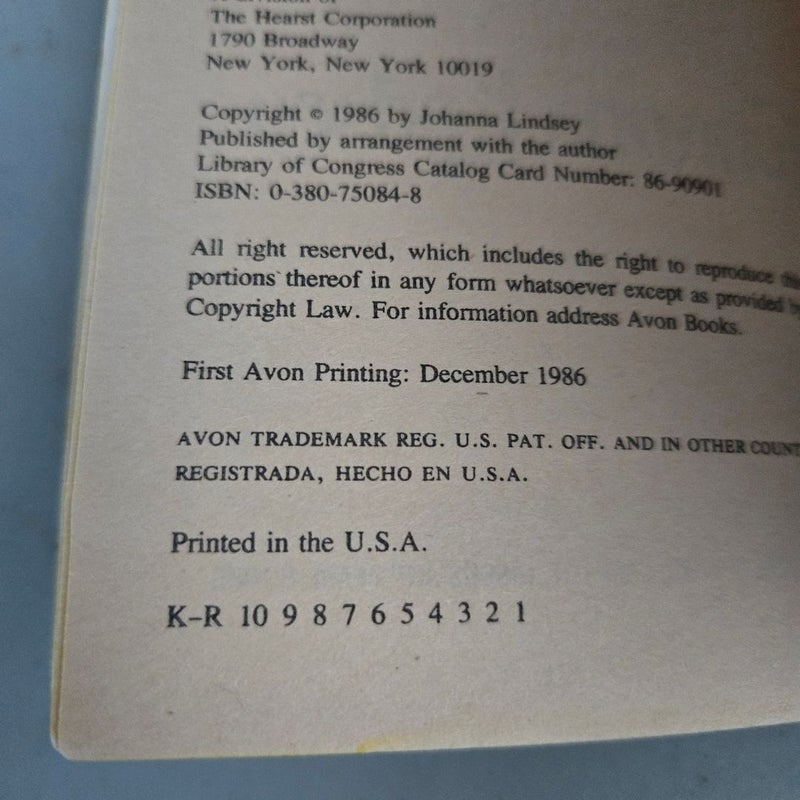 The Hearst Corporation
1790 Broadway
New York, New York 10019
Copyright © 1986 by Johanna Lindsey
Published by arrangement with the author
Library of Congress Catalog Card Number: 86-90901
ISBN: 0-380-75084-8
All right reserved, which includes the right to reproduce
portions thereof in any form whatsoever except as provided
Copyright Law. For information address Avon Books.
First Avon Printing: December 1986
AVON TRADEMARK REG. U.S. PAT. OFF. AND IN OTHER COUNT
REGISTRADA, HECHO EN U.S.A.
Printed in the U.S.A.
K–R 10 9 8 7 6 5 4 3 2 1